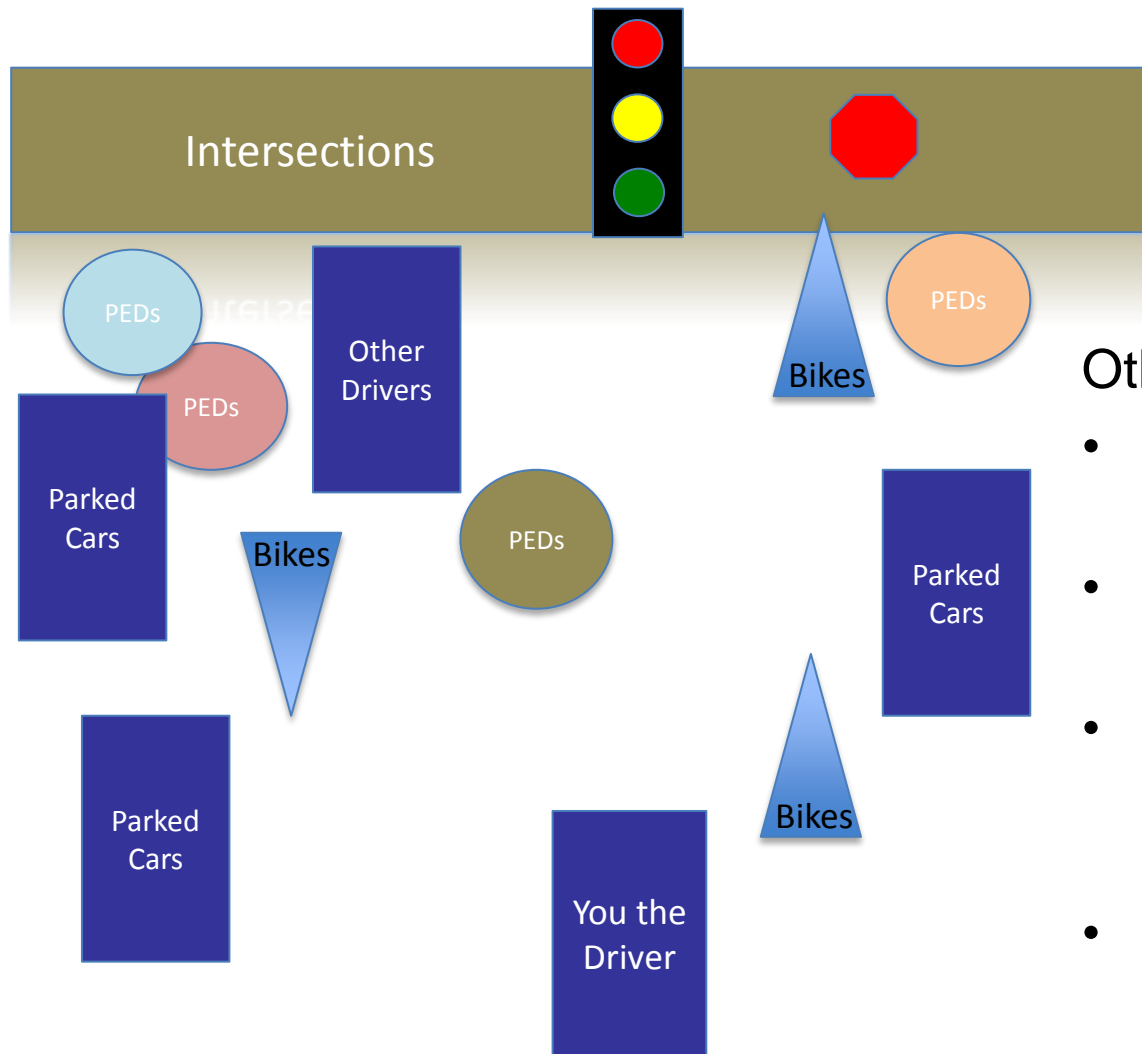 Intersections
PEDs
PEDs
Other
Drivers
Bikes
PEDs
Parked
Cars
Bikes
PEDs
Parked
Cars
Parked
Cars
Bikes
You the
Driver